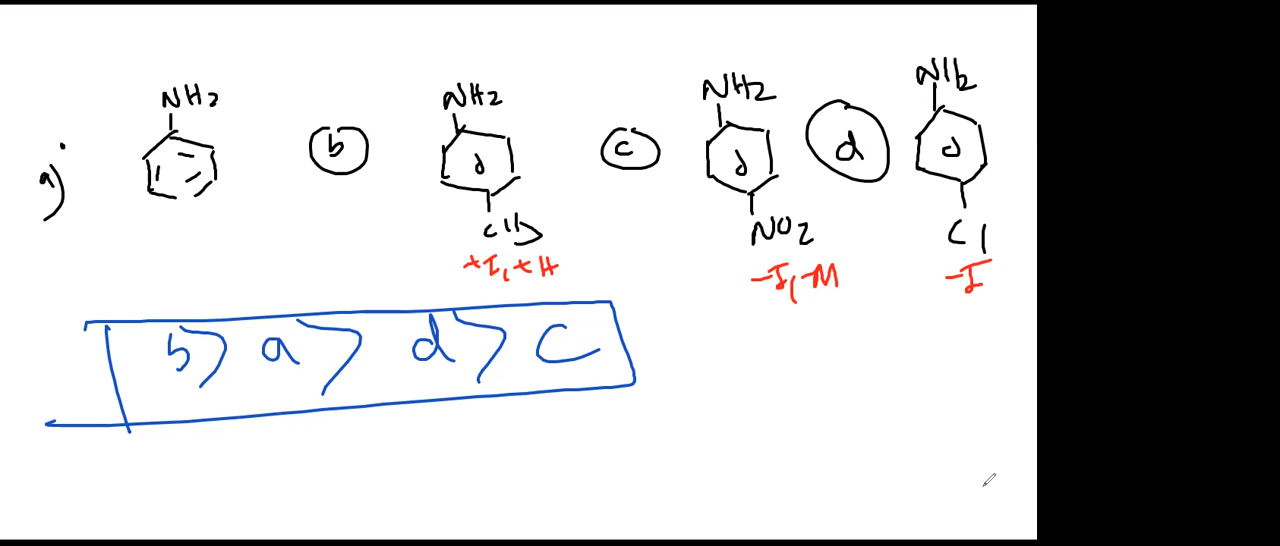 NH2 NH2 NH2 NH2
a) b c d
CH3 NO2 Cl
+I, +H -I, -M -I
b > a > d > c